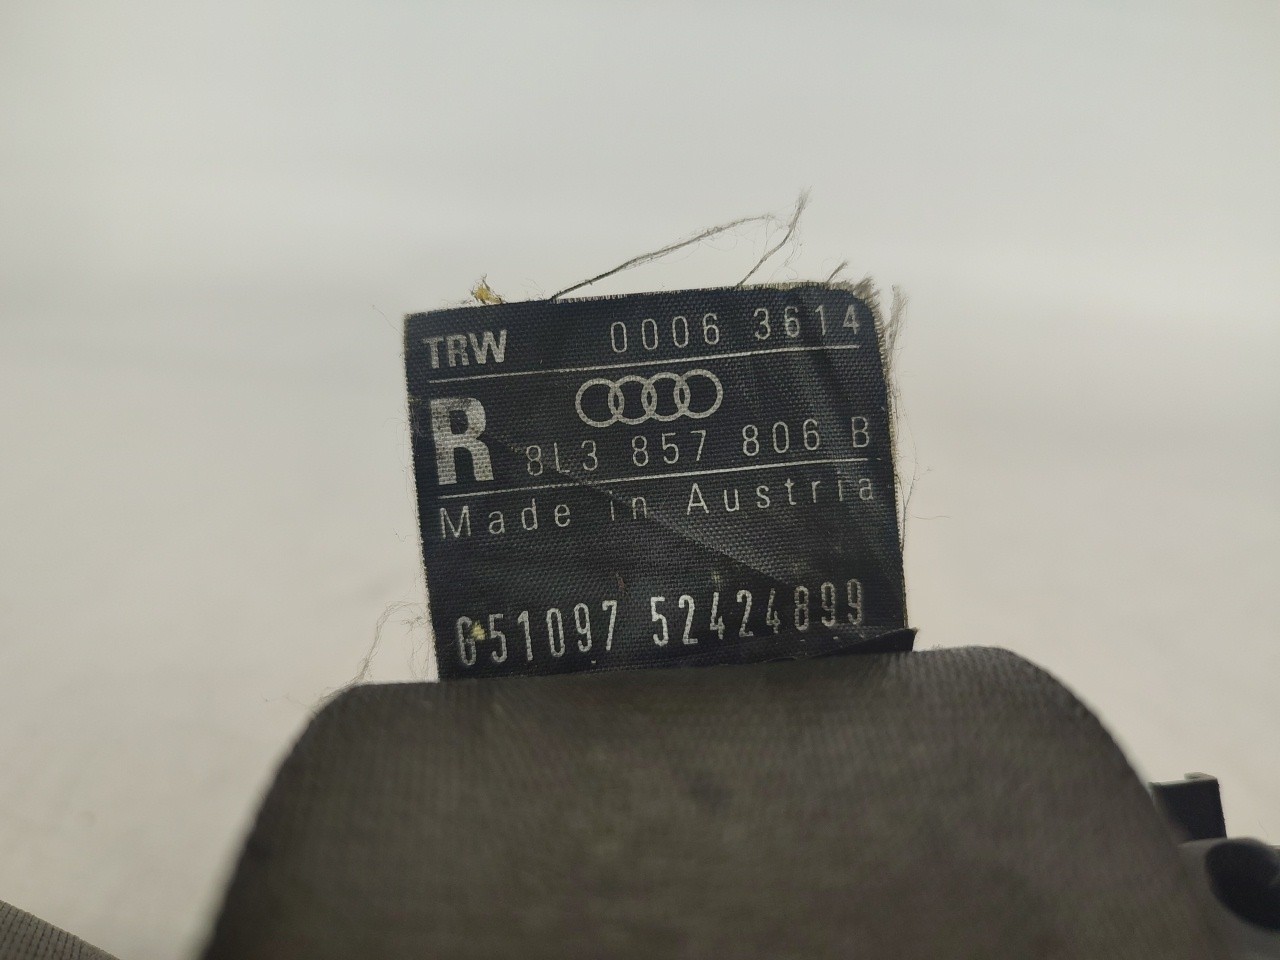 TRW 0006 3614
R 8L3 857 806 B
Made in Austria
G51097 52424899